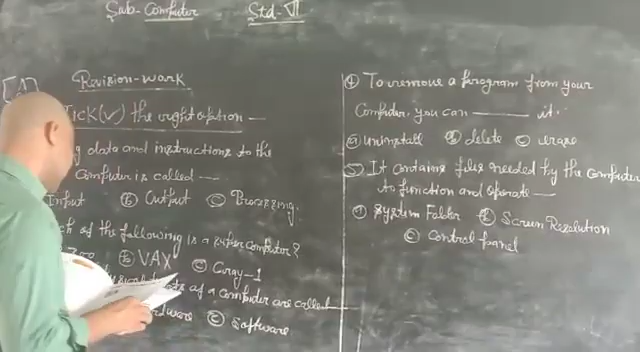 Sub- Computer Std- VI
[A] Revision-work
Tick (✓) the right option —
g data and instructions to the
Computer is called —
Input ⓑ Output ⓒ Processing.
of the following is a super computer?
ⓑ VAX ⓒ Cray-1
of a computer are called
ⓒ Software
④ To remove a program from your
Computer, you can ——— it.
ⓐ uninstall ⓑ delete ⓒ erase
⑤ It contains files needed by the computer
to function and operate —
ⓐ System Folder ⓑ Screen Resolution
ⓒ Control panel